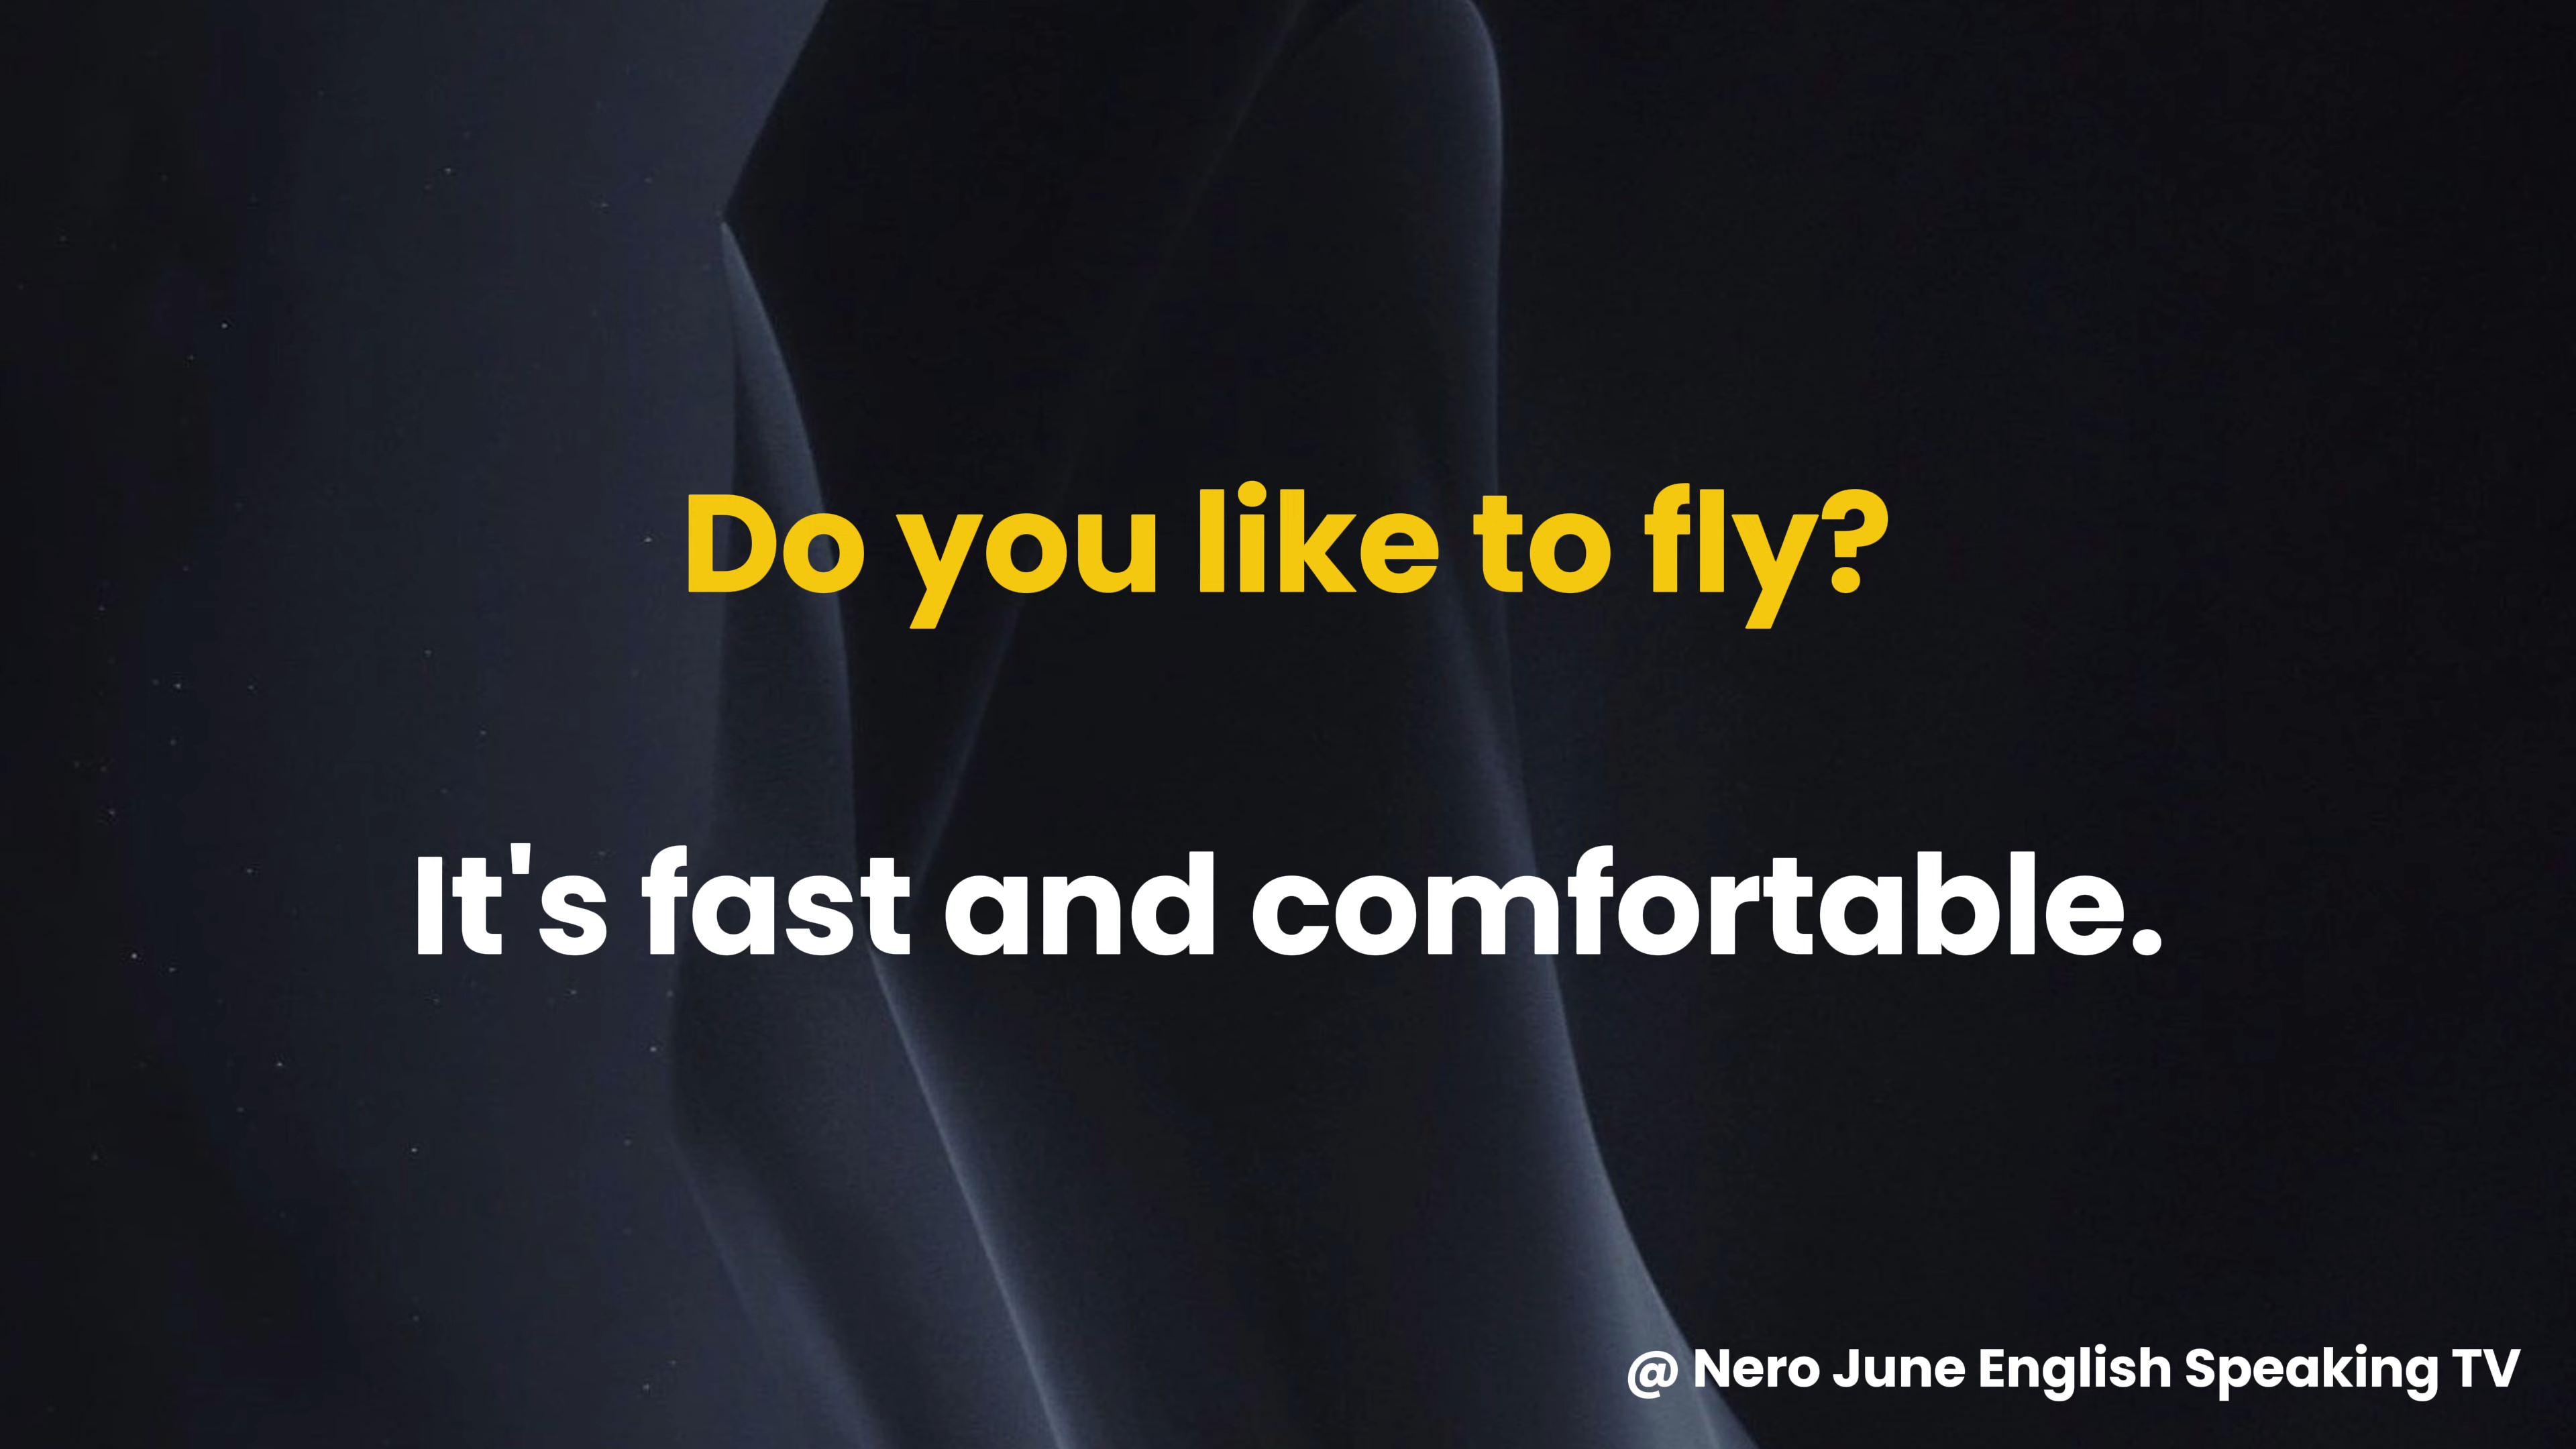 Do you like to fly?
It's fast and comfortable.
@ Nero June English Speaking TV